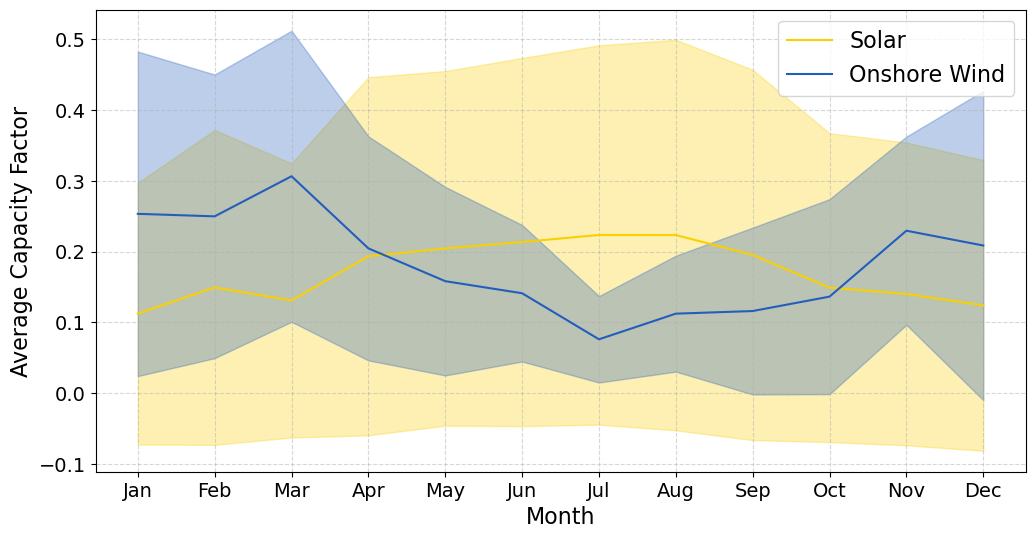 Solar
Onshore Wind
Average Capacity Factor
0.5
0.4
0.3
0.2
0.1
0.0
−0.1
Jan Feb Mar Apr May Jun Jul Aug Sep Oct Nov Dec
Month